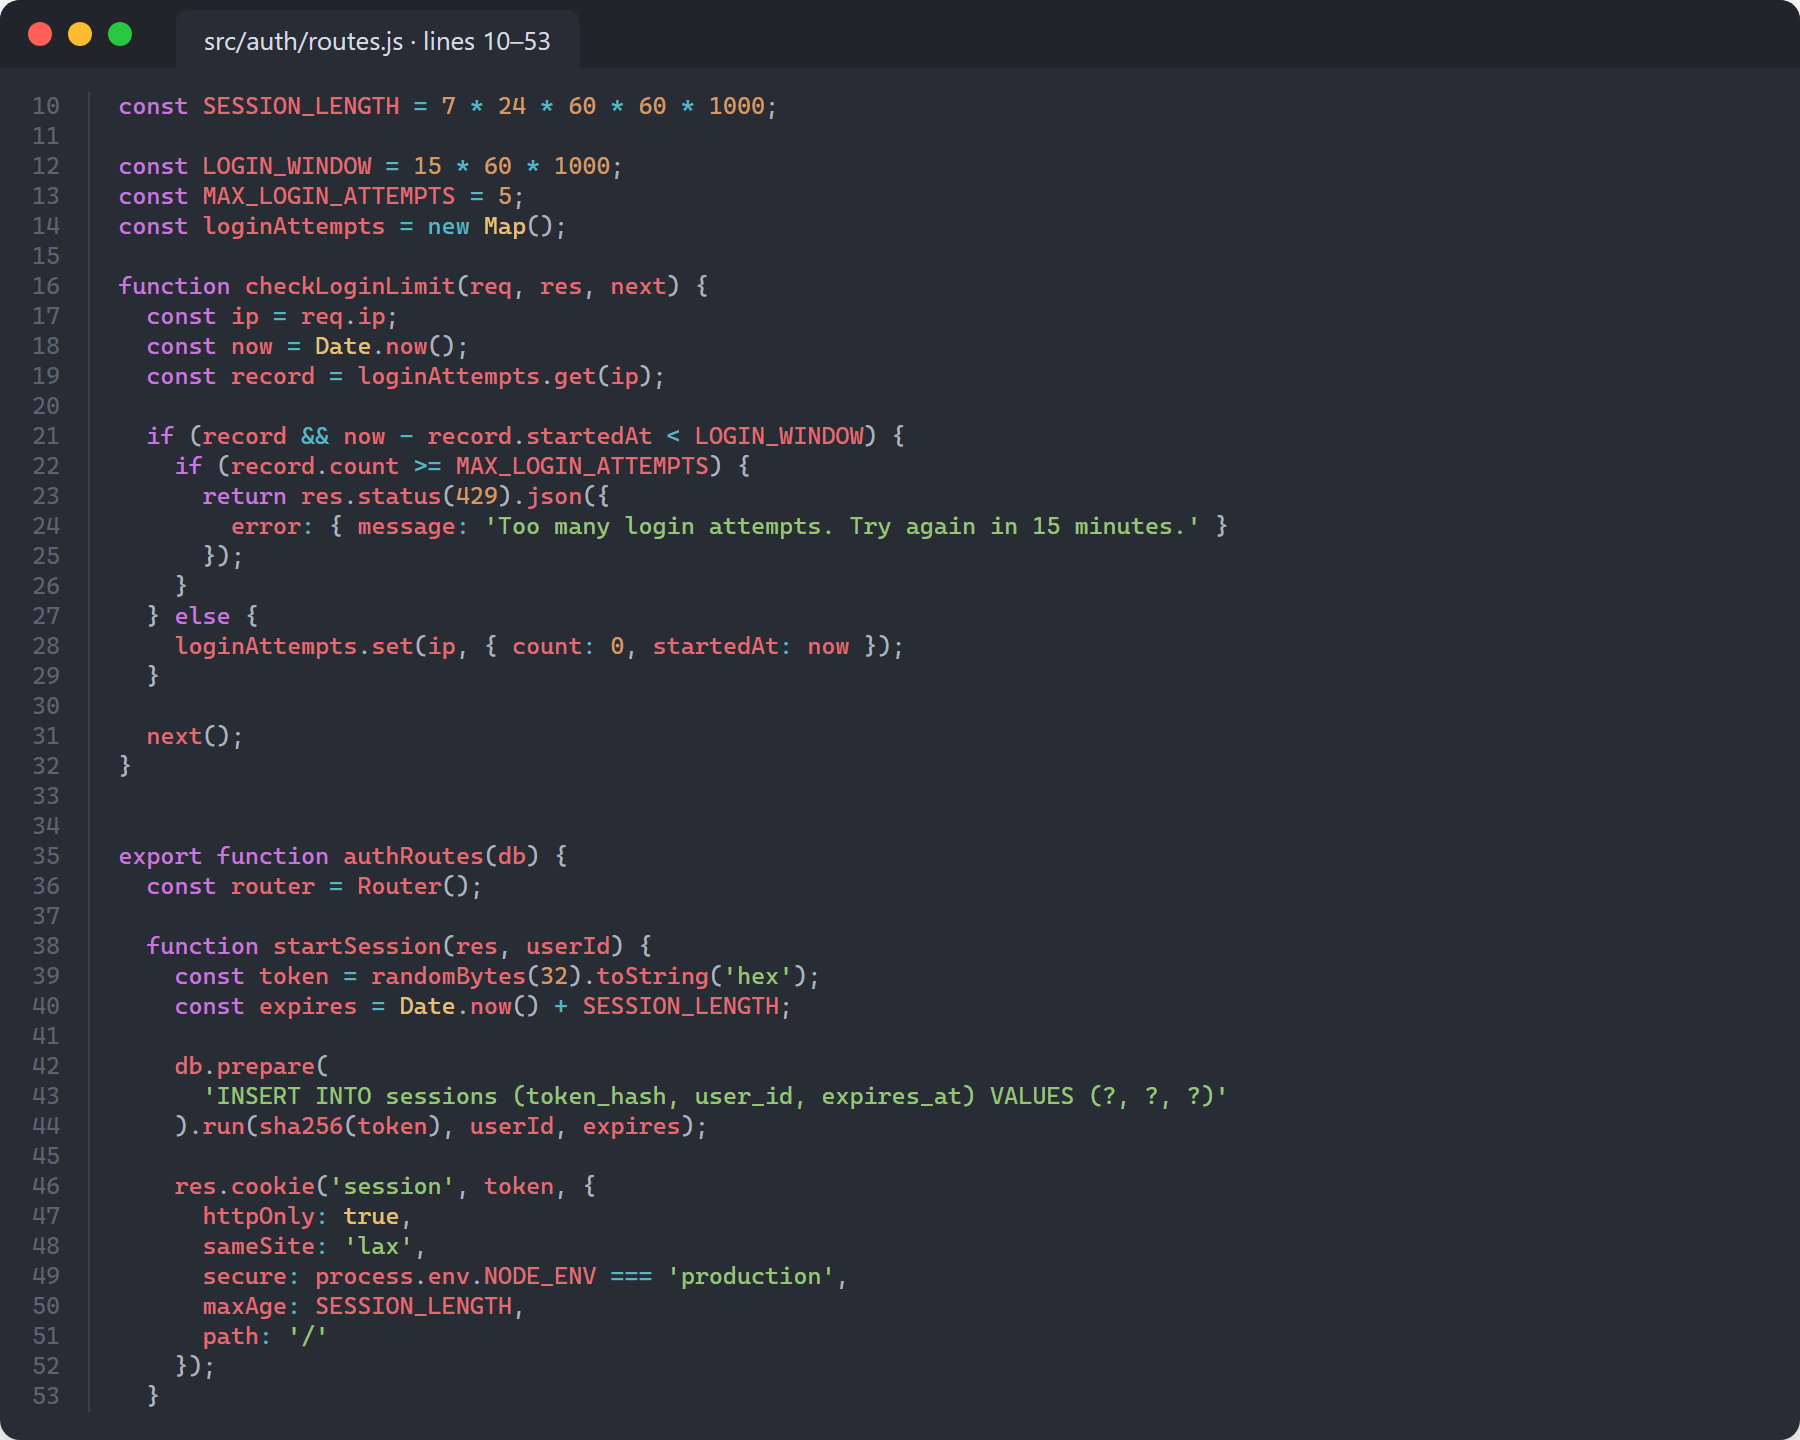 src/auth/routes.js · lines 10–53
10 const SESSION_LENGTH = 7 * 24 * 60 * 60 * 1000;
11
12 const LOGIN_WINDOW = 15 * 60 * 1000;
13 const MAX_LOGIN_ATTEMPTS = 5;
14 const loginAttempts = new Map();
15
16 function checkLoginLimit(req, res, next) {
17   const ip = req.ip;
18   const now = Date.now();
19   const record = loginAttempts.get(ip);
20
21   if (record && now - record.startedAt < LOGIN_WINDOW) {
22     if (record.count >= MAX_LOGIN_ATTEMPTS) {
23       return res.status(429).json({
24         error: { message: 'Too many login attempts. Try again in 15 minutes.' }
25       });
26     }
27   } else {
28     loginAttempts.set(ip, { count: 0, startedAt: now });
29   }
30
31   next();
32 }
33
34
35 export function authRoutes(db) {
36   const router = Router();
37
38   function startSession(res, userId) {
39     const token = randomBytes(32).toString('hex');
40     const expires = Date.now() + SESSION_LENGTH;
41
42     db.prepare(
43       'INSERT INTO sessions (token_hash, user_id, expires_at) VALUES (?, ?, ?)'
44     ).run(sha256(token), userId, expires);
45
46     res.cookie('session', token, {
47       httpOnly: true,
48       sameSite: 'lax',
49       secure: process.env.NODE_ENV === 'production',
50       maxAge: SESSION_LENGTH,
51       path: '/'
52     });
53   }